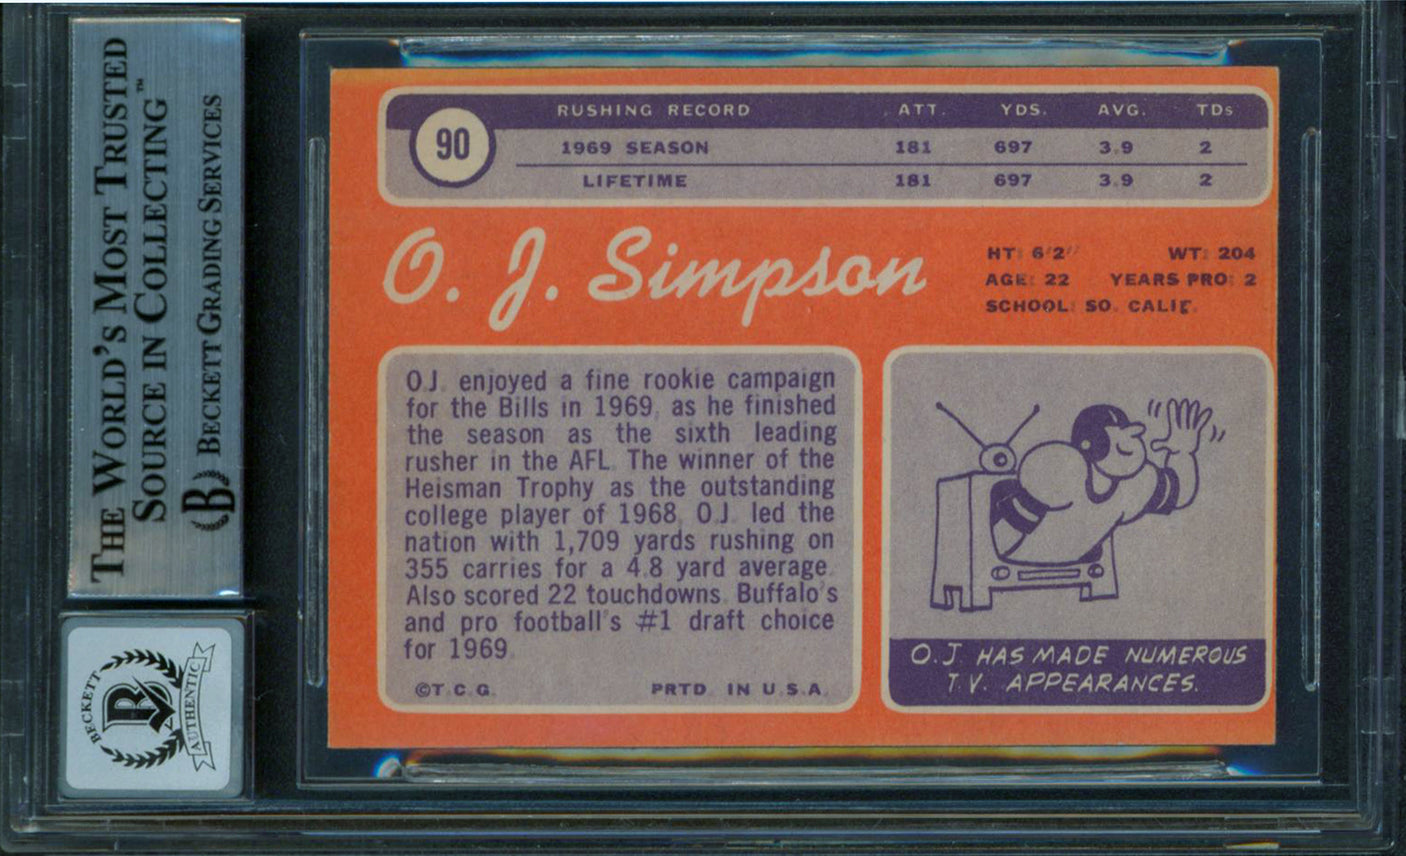 THE WORLD'S MOST TRUSTED
SOURCE IN COLLECTING™
BECKETT GRADING SERVICES
B
BECKETT
B
AUTHENTIC
90
RUSHING RECORD ATT. YDS. AVG. TDs
1969 SEASON 181 697 3.9 2
LIFETIME 181 697 3.9 2
O. J. Simpson
HT: 6'2" WT: 204
AGE: 22 YEARS PRO: 2
SCHOOL: SO. CALIF.
O.J. enjoyed a fine rookie campaign
for the Bills in 1969, as he finished
the season as the sixth leading
rusher in the AFL. The winner of the
Heisman Trophy as the outstanding
college player of 1968, O.J. led the
nation with 1,709 yards rushing on
355 carries for a 4.8 yard average.
Also scored 22 touchdowns. Buffalo's
and pro football's #1 draft choice
for 1969.
©T.C.G. PRTD. IN U.S.A.
O.J. HAS MADE NUMEROUS
T.V. APPEARANCES.